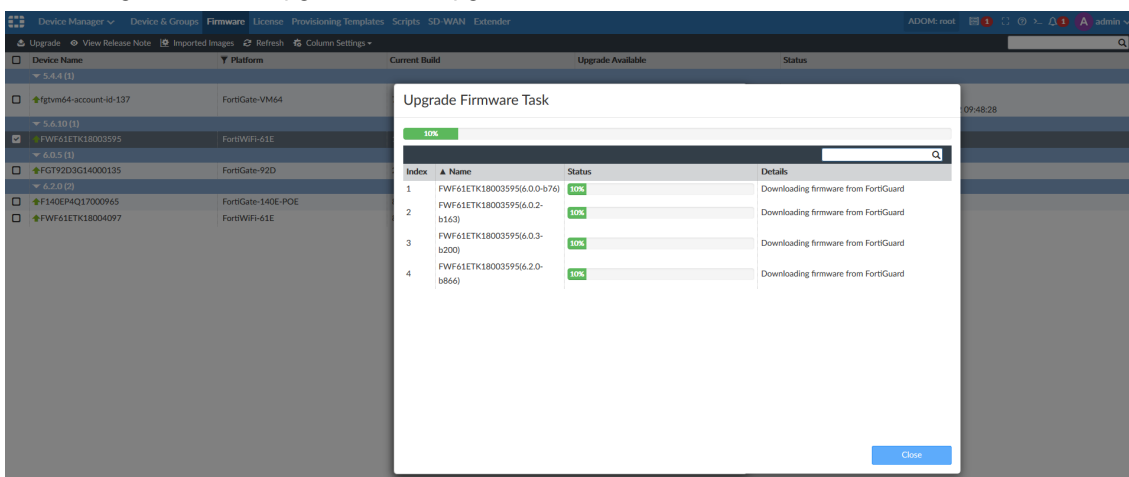 Device Manager Device & Groups Firmware License Provisioning Templates Scripts SD-WAN Extender ADOM: root 1 1 A admin
Upgrade View Release Note Imported Images Refresh Column Settings
Device Name Platform Current Build Upgrade Available Status
5.4.4 (1)
fgtvm64-account-id-137 FortiGate-VM64
09:48:28
5.6.10 (1)
FWF61ETK18003595 FortiWiFi-61E
6.0.5 (1)
FGT92D3G14000135 FortiGate-92D
6.2.0 (2)
F140EP4Q17000965 FortiGate-140E-POE
FWF61ETK18004097 FortiWiFi-61E
Upgrade Firmware Task
10%
Index Name Status Details
1 FWF61ETK18003595(6.0.0-b76) 10% Downloading firmware from FortiGuard
2 FWF61ETK18003595(6.0.2-
b163) 10% Downloading firmware from FortiGuard
3 FWF61ETK18003595(6.0.3-
b200) 10% Downloading firmware from FortiGuard
4 FWF61ETK18003595(6.2.0-
b866) 10% Downloading firmware from FortiGuard
Close